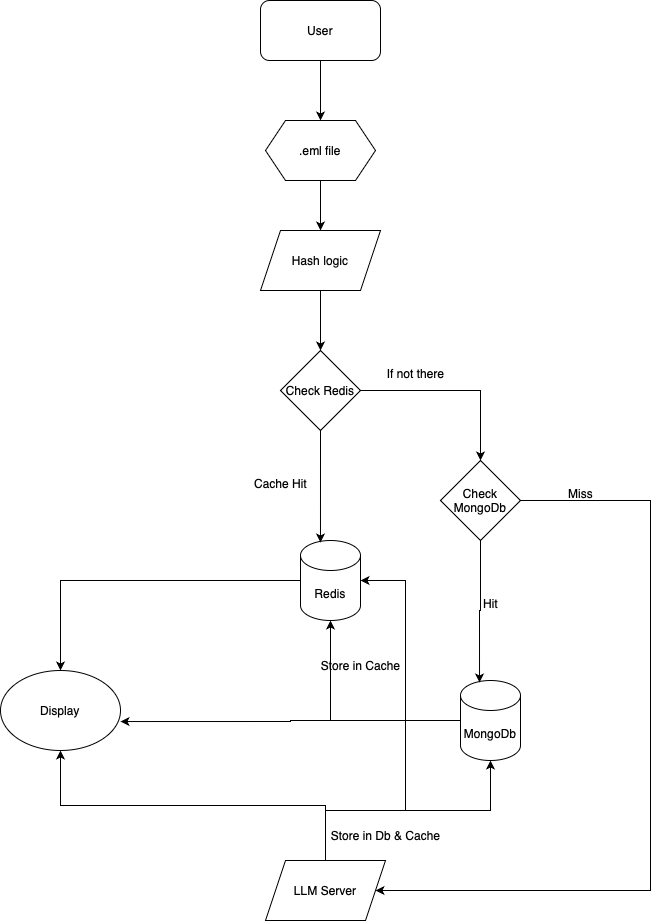 User
.eml file
Hash logic
If not there
Check Redis
Cache Hit
Check
MongoDb
Miss
Redis
Hit
Store in Cache
Display
MongoDb
Store in Db & Cache
LLM Server